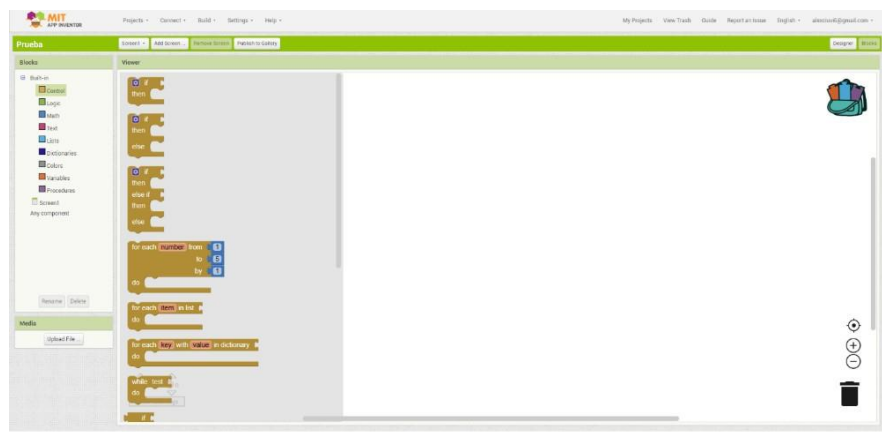 MIT
APP INVENTOR
Projects Connect Build Settings Help
My Projects View Trash Guide Report an Issue English
Prueba
Screen1 Add Screen ... Remove Screen Publish to Gallery
Designer Blocks
Blocks
Viewer
Built-in
Control
Logic
Math
Text
Lists
Dictionaries
Colors
Variables
Procedures
Screen1
Any component
Rename Delete
Media
Upload File ...
if
then
if
then
else
if
then
else if
then
else
for each number from 1
to 5
by 1
do
for each item in list
do
for each key with value in dictionary
do
while test
do
if